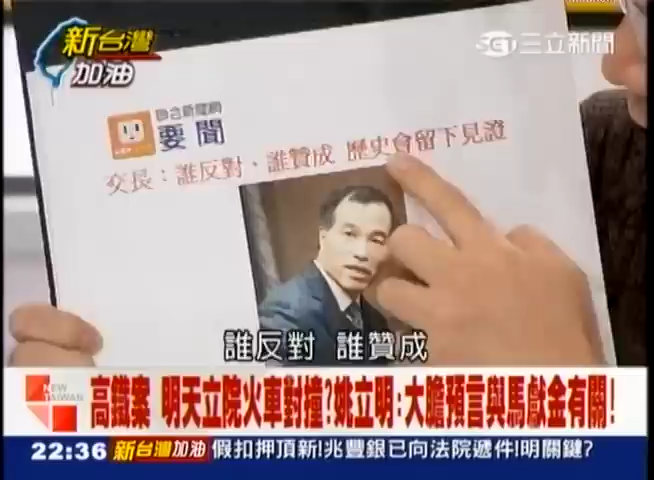 新台灣
加油
SET 三立新聞
聯合新聞網
要聞
交長：誰反對、誰贊成 歷史會留下見證
誰反對 誰贊成
NEW TAIWAN
高鐵案 明天立院火車對撞?姚立明:大膽預言與馬獻金有關!
22:36 新台灣加油 假扣押頂新!兆豐銀已向法院遞件!明關鍵?